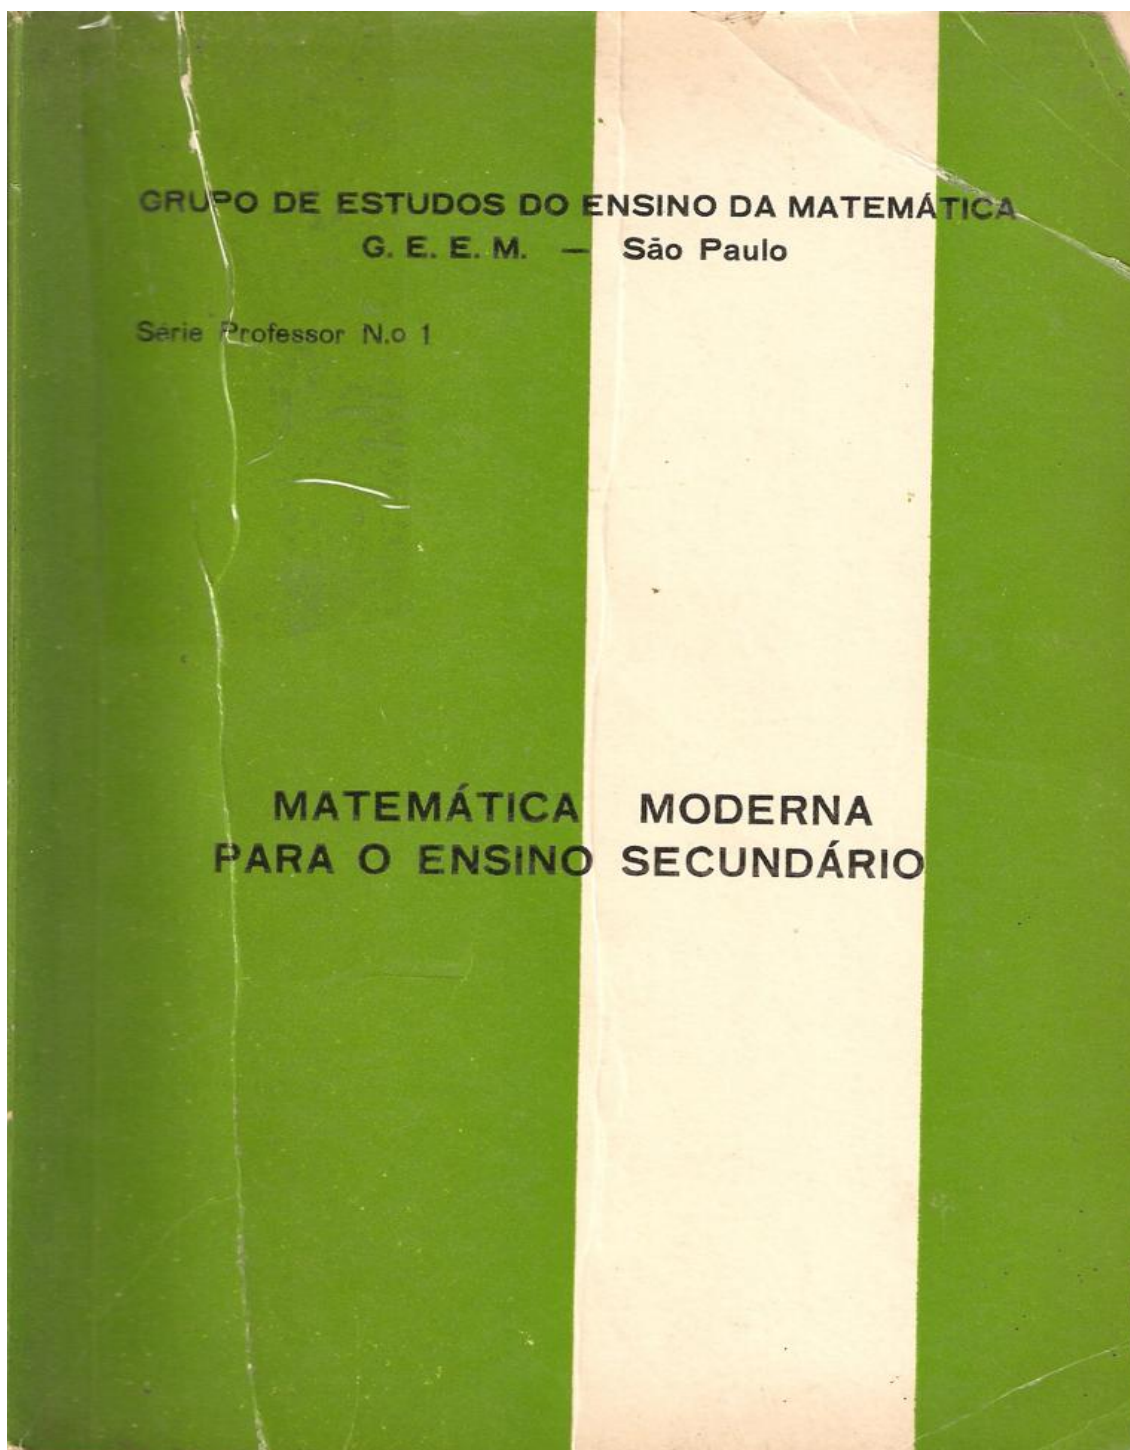 GRUPO DE ESTUDOS DO ENSINO DA MATEMÁTICA
G. E. E. M. — São Paulo
Série Professor N.o 1
MATEMÁTICA MODERNA
PARA O ENSINO SECUNDÁRIO